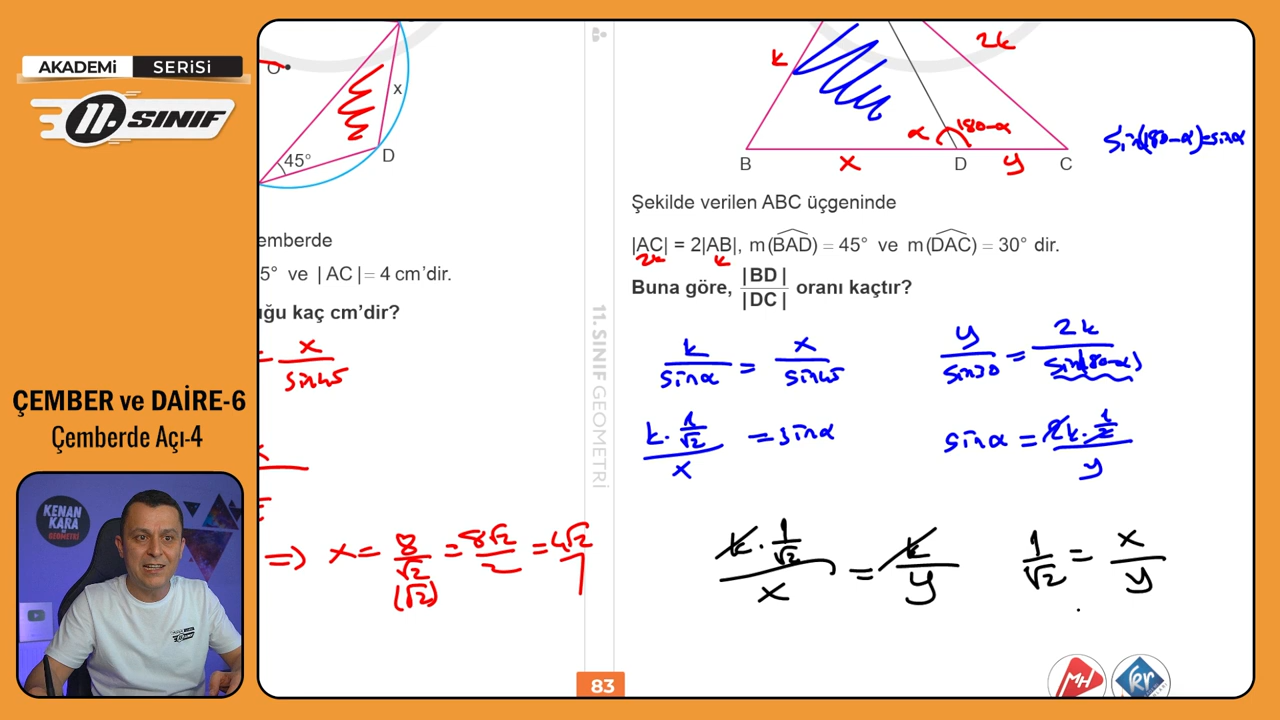 AKADEMİ SERİSİ
11. SINIF
ÇEMBER ve DAİRE-6
Çemberde Açı-4
KENAN
KARA
GEOMETRİ
O
x
45°
D
emberde
5° ve |AC| = 4 cm'dir.
ğu kaç cm'dir?
= x/sin45
=> x = 8/√2 = 8√2/2 = 4√2
(√2)
11. SINIF GEOMETRİ
83
k
2k
α
180-α
sin(180-α)=sinα
B
x
D
y
C
Şekilde verilen ABC üçgeninde
|AC| = 2|AB|, m(BAD) = 45° ve m(DAC) = 30° dir.
2k k
Buna göre, |BD|/|DC| oranı kaçtır?
k/sinα = x/sin45
y/sin30 = 2k/sin(180-α)
k·1/√2/x = sinα
sinα = 2k·1/2/y
k·1/√2/x = k/y
1/√2 = x/y
MH
kr